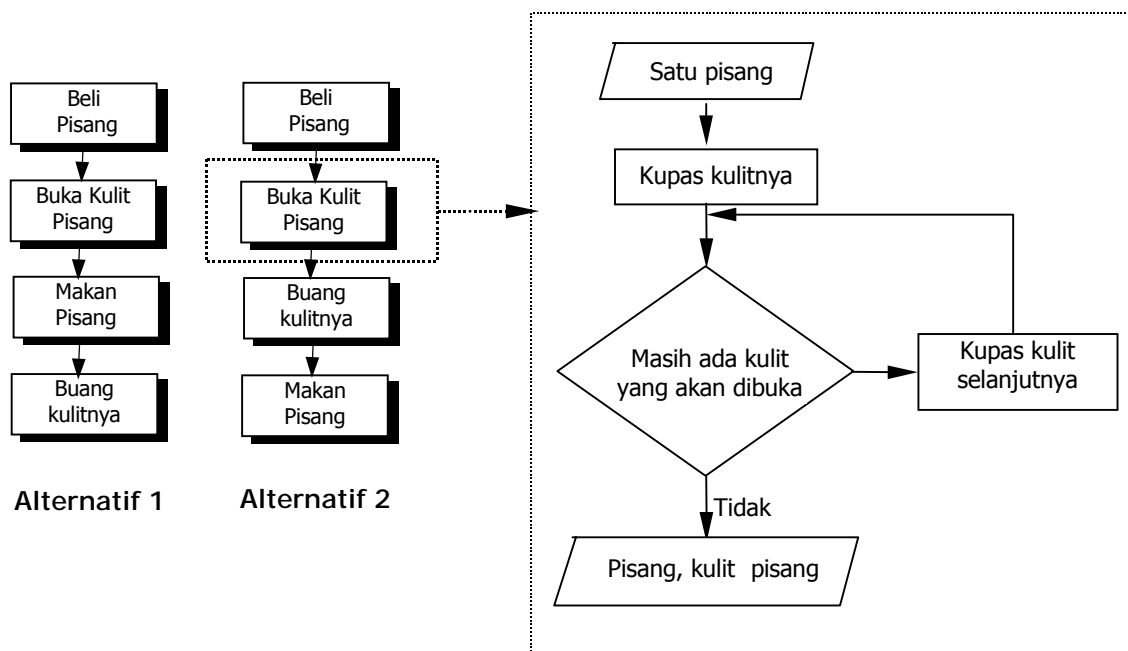 Beli
Pisang
Buka Kulit
Pisang
Makan
Pisang
Buang
kulitnya
Alternatif 1
Beli
Pisang
Buka Kulit
Pisang
Buang
kulitnya
Makan
Pisang
Alternatif 2
Satu pisang
Kupas kulitnya
Masih ada kulit
yang akan dibuka
Kupas kulit
selanjutnya
Tidak
Pisang, kulit pisang